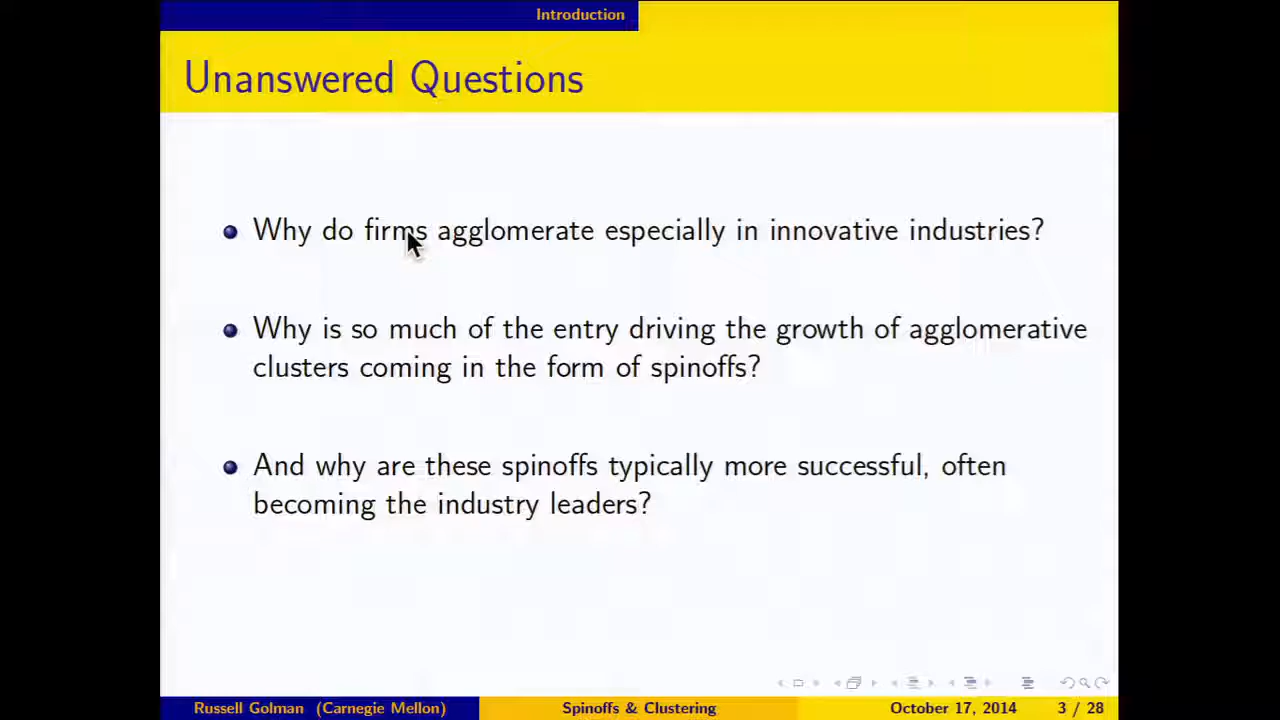 Introduction
Unanswered Questions
Why do firms agglomerate especially in innovative industries?
Why is so much of the entry driving the growth of agglomerative
clusters coming in the form of spinoffs?
And why are these spinoffs typically more successful, often
becoming the industry leaders?
Russell Golman (Carnegie Mellon) Spinoffs & Clustering October 17, 2014 3 / 28